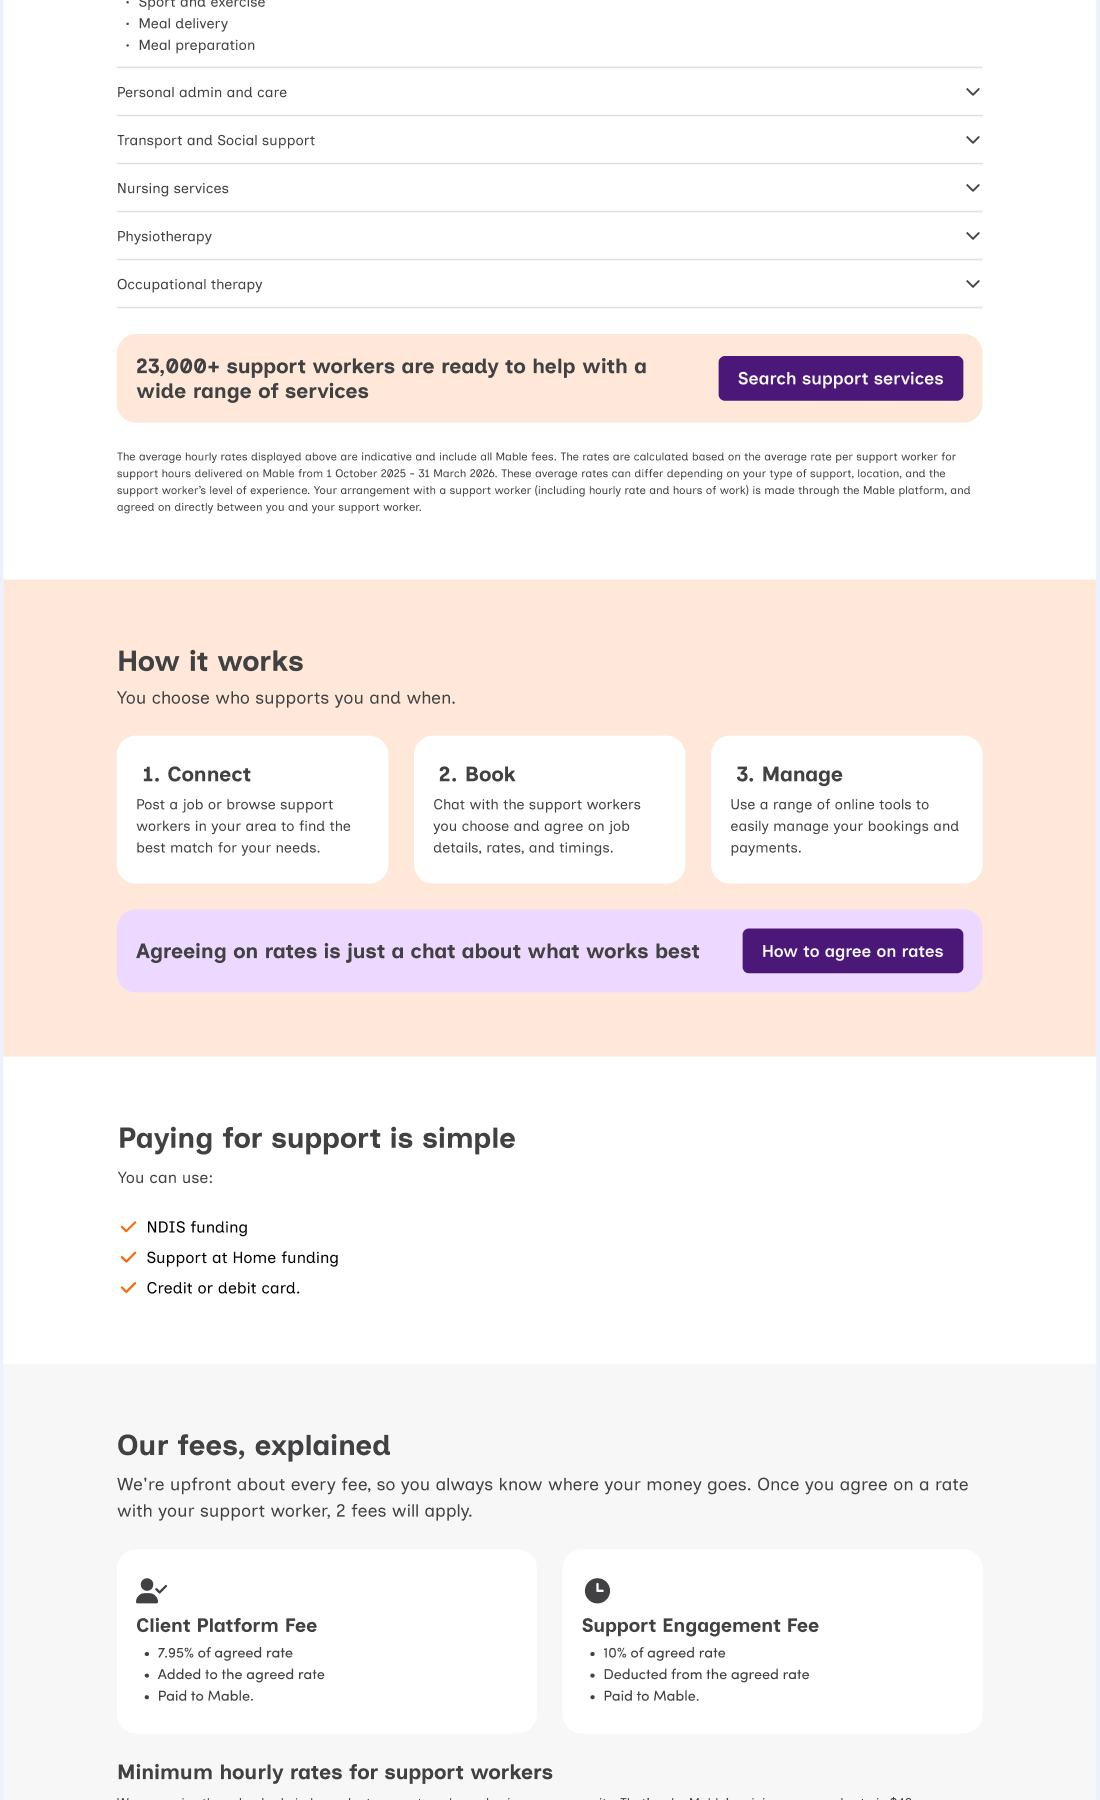 • Sport and exercise
• Meal delivery
• Meal preparation
Personal admin and care
Transport and Social support
Nursing services
Physiotherapy
Occupational therapy
23,000+ support workers are ready to help with a
wide range of services
Search support services
The average hourly rates displayed above are indicative and include all Mable fees. The rates are calculated based on the average rate per support worker for
support hours delivered on Mable from 1 October 2025 - 31 March 2026. These average rates can differ depending on your type of support, location, and the
support worker's level of experience. Your arrangement with a support worker (including hourly rate and hours of work) is made through the Mable platform, and
agreed on directly between you and your support worker.
How it works
You choose who supports you and when.
1. Connect
Post a job or browse support
workers in your area to find the
best match for your needs.
2. Book
Chat with the support workers
you choose and agree on job
details, rates, and timings.
3. Manage
Use a range of online tools to
easily manage your bookings and
payments.
Agreeing on rates is just a chat about what works best
How to agree on rates
Paying for support is simple
You can use:
NDIS funding
Support at Home funding
Credit or debit card.
Our fees, explained
We're upfront about every fee, so you always know where your money goes. Once you agree on a rate
with your support worker, 2 fees will apply.
Client Platform Fee
• 7.95% of agreed rate
• Added to the agreed rate
• Paid to Mable.
Support Engagement Fee
• 10% of agreed rate
• Deducted from the agreed rate
• Paid to Mable.
Minimum hourly rates for support workers